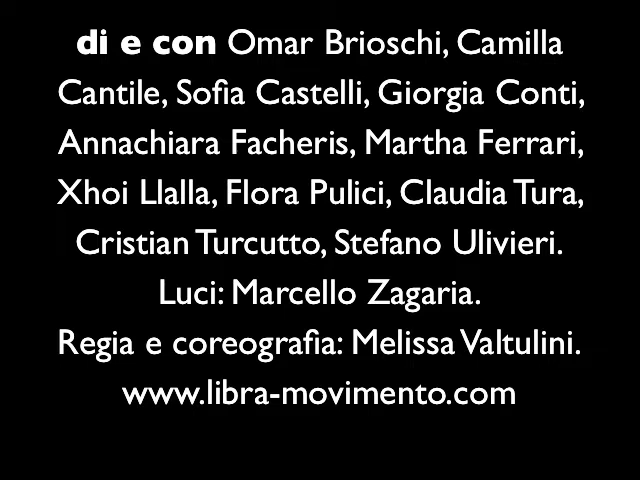 di e con Omar Brioschi, Camilla
Cantile, Sofia Castelli, Giorgia Conti,
Annachiara Facheris, Martha Ferrari,
Xhoi Llalla, Flora Pulici, Claudia Tura,
Cristian Turcutto, Stefano Ulivieri.
Luci: Marcello Zagaria.
Regia e coreografia: Melissa Valtulini.
www.libra-movimento.com